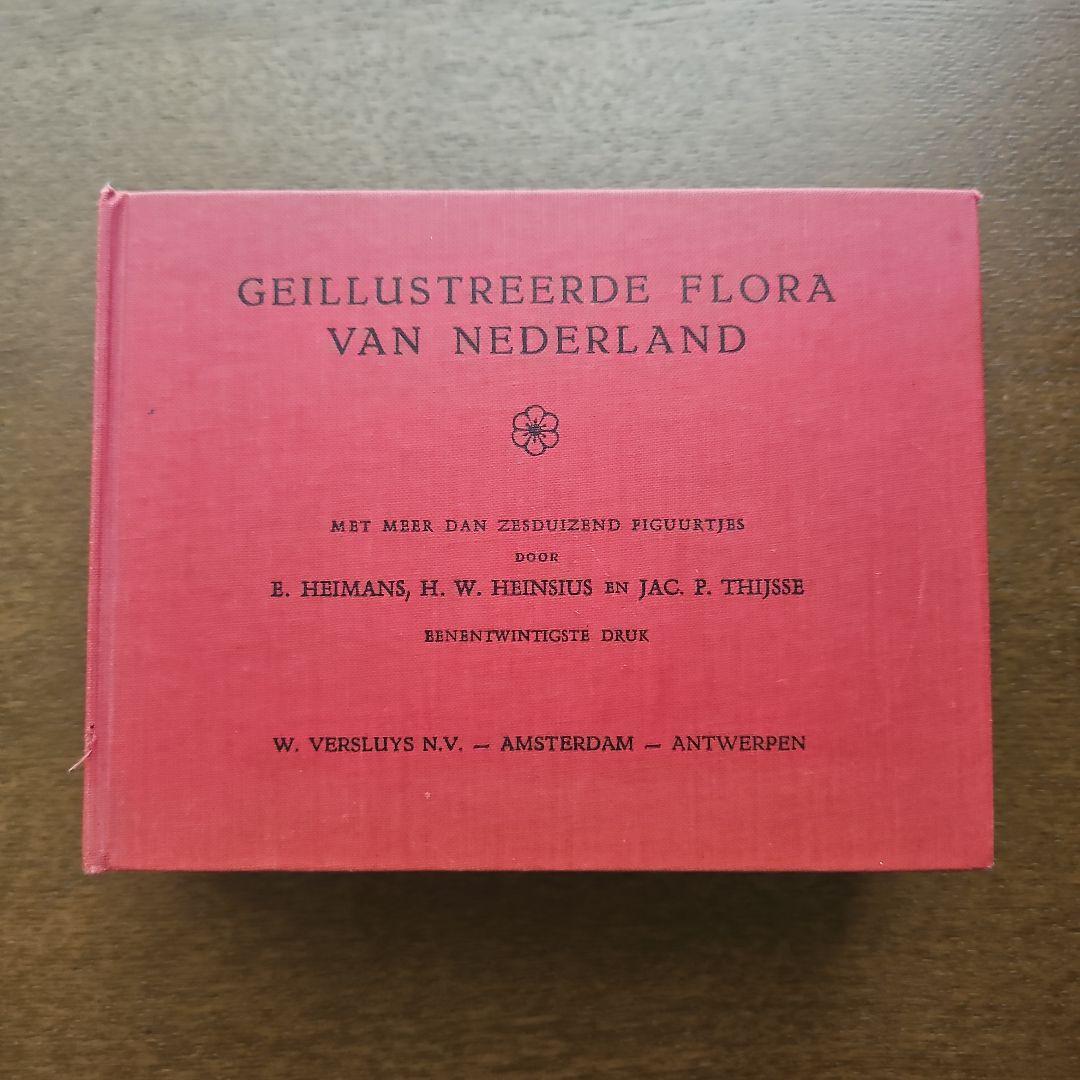 GEILLUSTREERDE FLORA
VAN NEDERLAND
MET MEER DAN ZESDUIZEND FIGUURTJES
DOOR
E. HEIMANS, H. W. HEINSIUS EN JAC. P. THIJSSE
EENENTWINTIGSTE DRUK
W. VERSLUYS N.V. — AMSTERDAM — ANTWERPEN